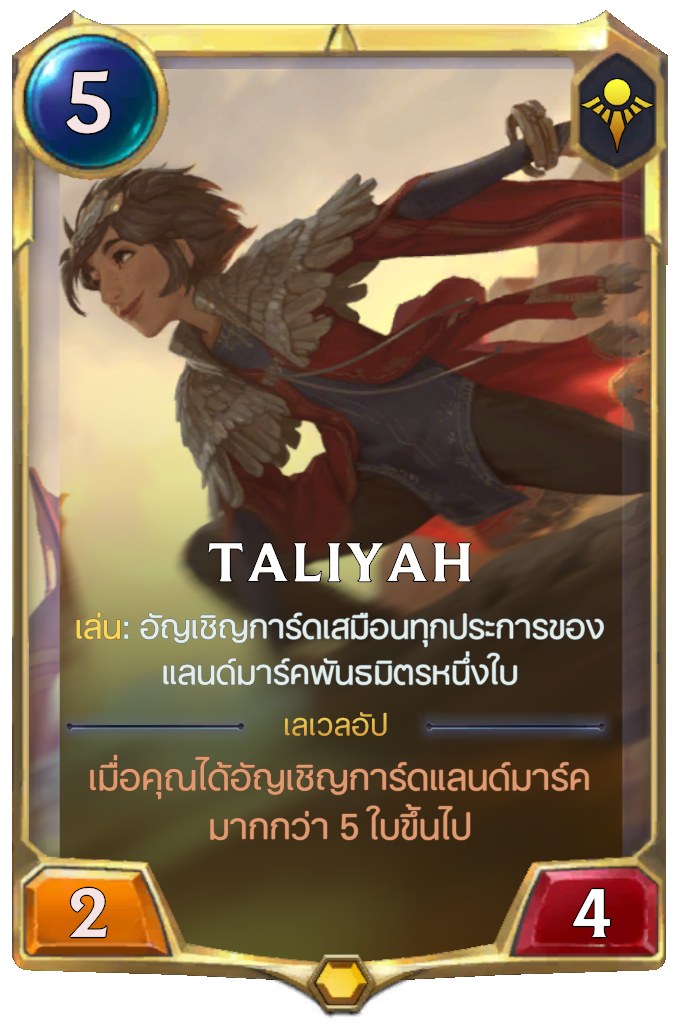 5
TALIYAH
เล่น: อัญเชิญการ์ดเสมือนทุกประการของ
แลนด์มาร์คพันธมิตรหนึ่งใบ
เลเวลอัป
เมื่อคุณได้อัญเชิญการ์ดแลนด์มาร์ค
มากกว่า 5 ใบขึ้นไป
2
4